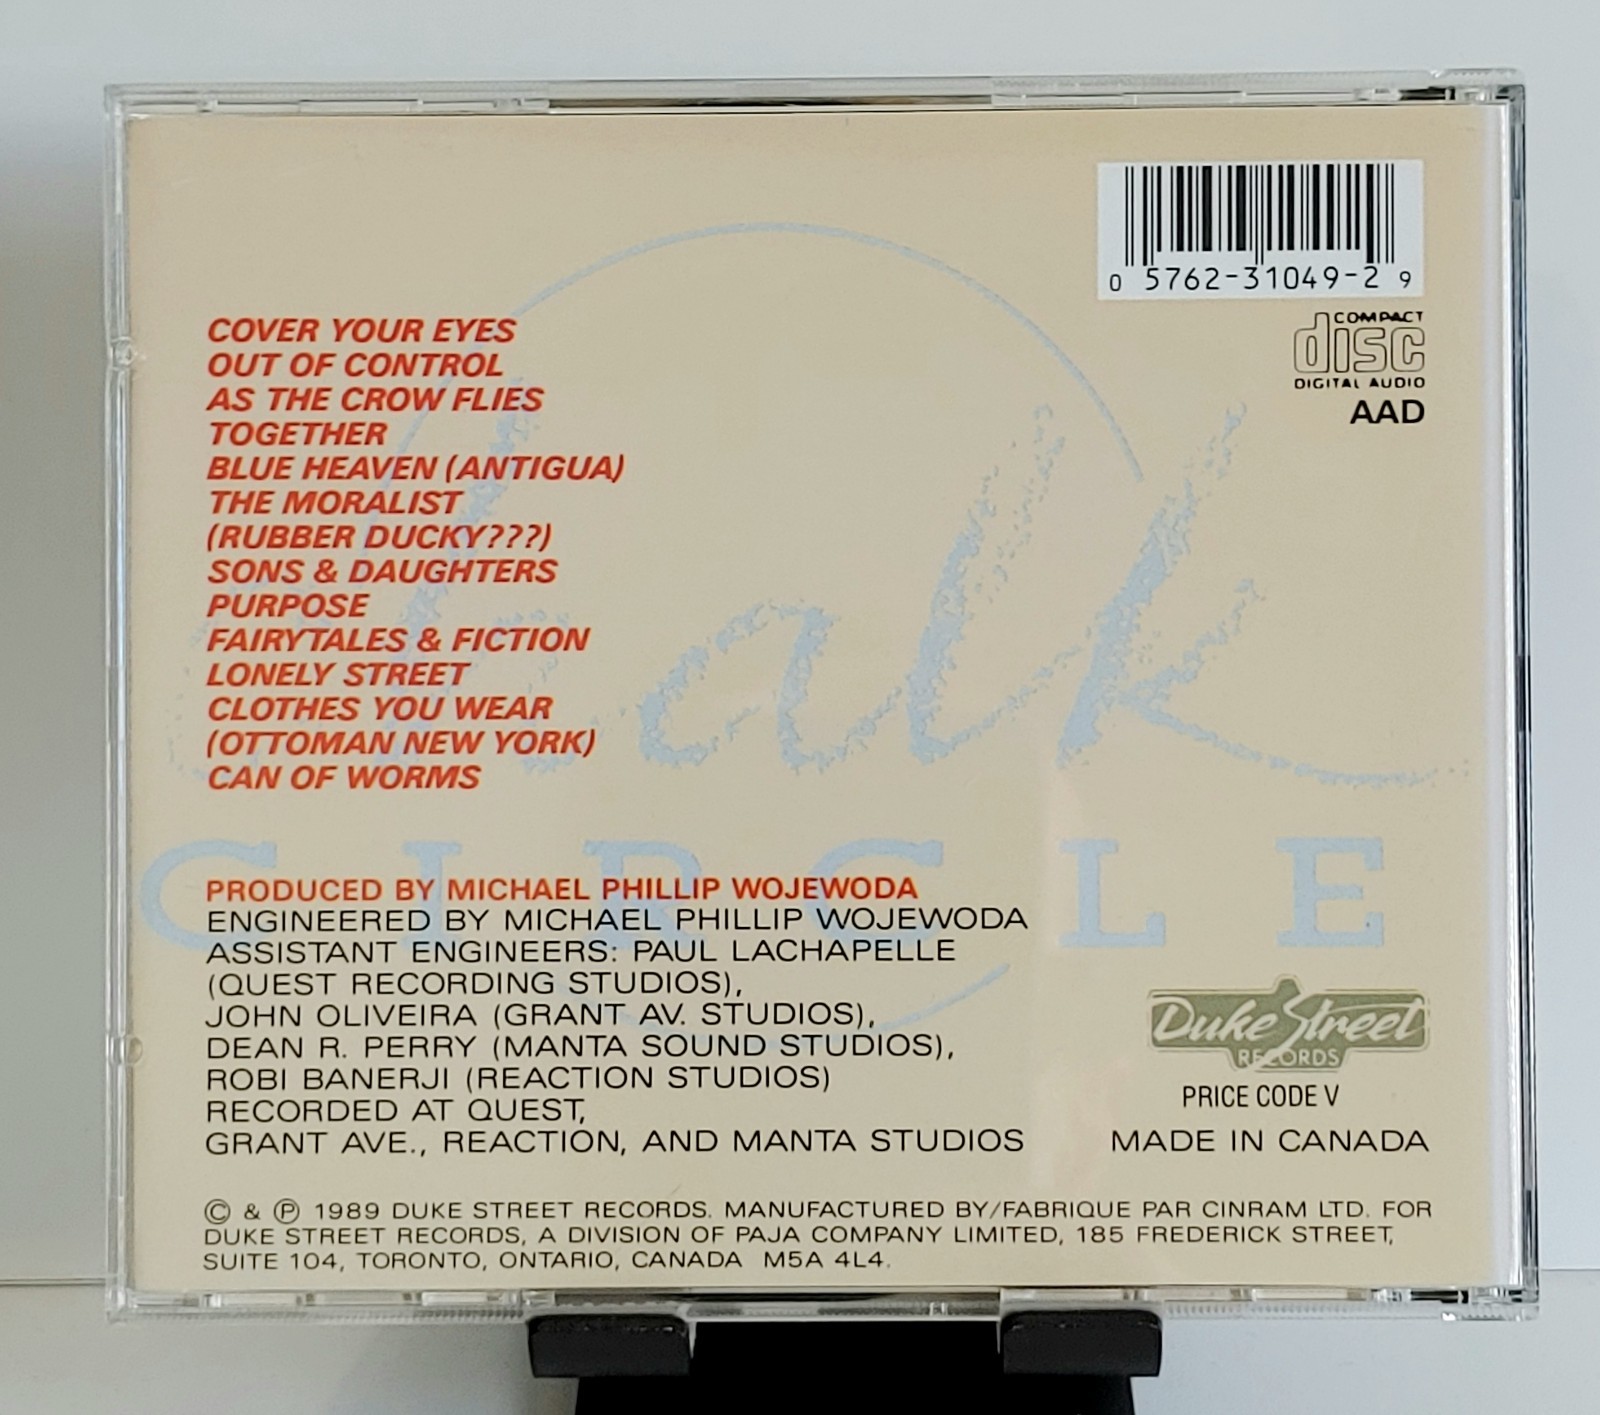 0 5762-31049-2 9
COMPACT
disc
DIGITAL AUDIO
AAD
COVER YOUR EYES
OUT OF CONTROL
AS THE CROW FLIES
TOGETHER
BLUE HEAVEN (ANTIGUA)
THE MORALIST
(RUBBER DUCKY???)
SONS & DAUGHTERS
PURPOSE
FAIRYTALES & FICTION
LONELY STREET
CLOTHES YOU WEAR
(OTTOMAN NEW YORK)
CAN OF WORMS
Chalk
CIRCLE
PRODUCED BY MICHAEL PHILLIP WOJEWODA
ENGINEERED BY MICHAEL PHILLIP WOJEWODA
ASSISTANT ENGINEERS: PAUL LACHAPELLE
(QUEST RECORDING STUDIOS),
JOHN OLIVEIRA (GRANT AV. STUDIOS),
DEAN R. PERRY (MANTA SOUND STUDIOS),
ROBI BANERJI (REACTION STUDIOS)
RECORDED AT QUEST,
GRANT AVE., REACTION, AND MANTA STUDIOS
Duke Street
RECORDS
PRICE CODE V
MADE IN CANADA
© & ℗ 1989 DUKE STREET RECORDS. MANUFACTURED BY/FABRIQUE PAR CINRAM LTD. FOR
DUKE STREET RECORDS, A DIVISION OF PAJA COMPANY LIMITED, 185 FREDERICK STREET,
SUITE 104, TORONTO, ONTARIO, CANADA M5A 4L4.